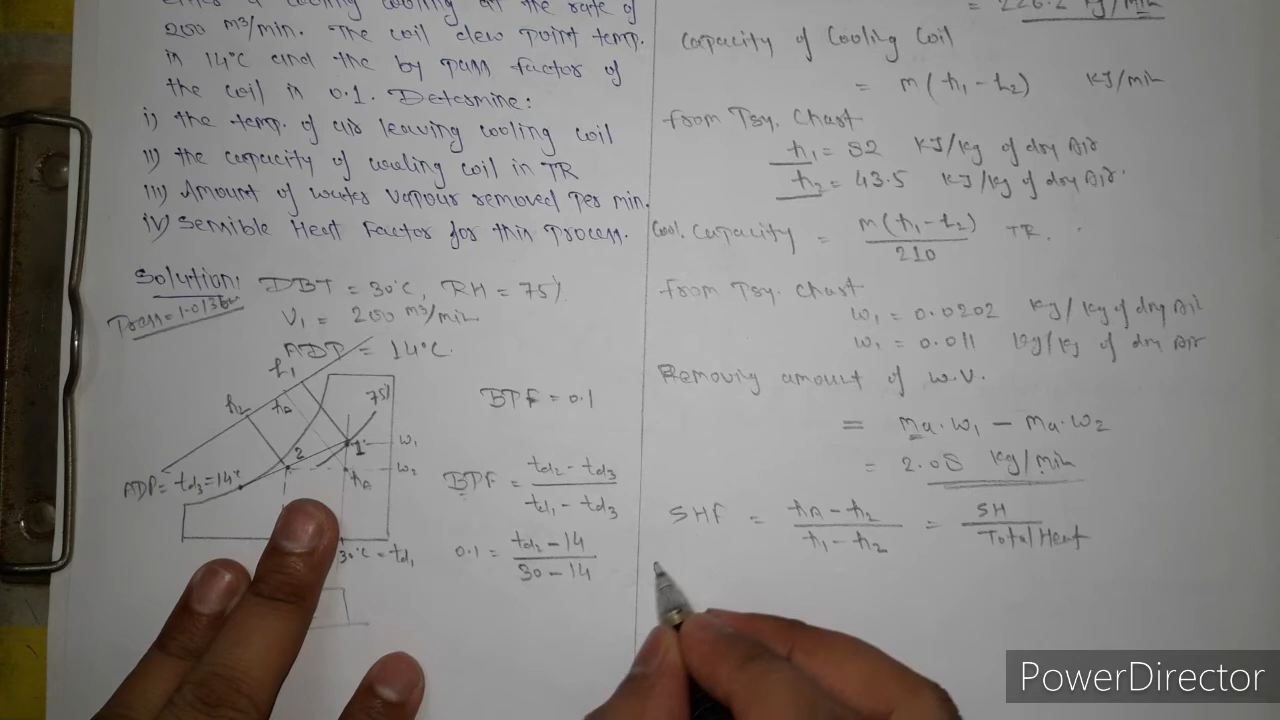 200 m³/min. The coil dew point temp.
in 14°C and the by pass factor of
the coil is 0.1. Determine:
i) the temp. of air leaving cooling coil
ii) the capacity of cooling coil in TR
iii) Amount of water vapour removed per min.
iv) Sensible Heat Factor for this process.
Solution:
DBT = 30°C, RH = 75%
V₁ = 200 m³/min
ADP = 14°C.
h₁
h₂
hA
75%
2
1
w₁
w₂
hA
ADP = td₃ = 14°
30°C = td₁
BPF = 0.1
BPF = td₂ - td₃ / td₁ - td₃
0.1 = td₂ - 14 / 30 - 14
Capacity of Cooling Coil
= m(h₁ - h₂) KJ/min
from Psy. Chart
h₁ = 82 KJ/kg of dry Air
h₂ = 43.5 KJ/kg of dry Air.
Cool. Capacity = m(h₁ - h₂) / 210 TR.
from Psy. Chart
w₁ = 0.0202 kg/kg of dry Air
w₁ = 0.011 kg/kg of dry Air
Removing amount of W.V.
= ma.w₁ - ma.w₂
= 2.08 kg/min
SHF = hA - h₂ / h₁ - h₂ = SH / Total Heat
PowerDirector